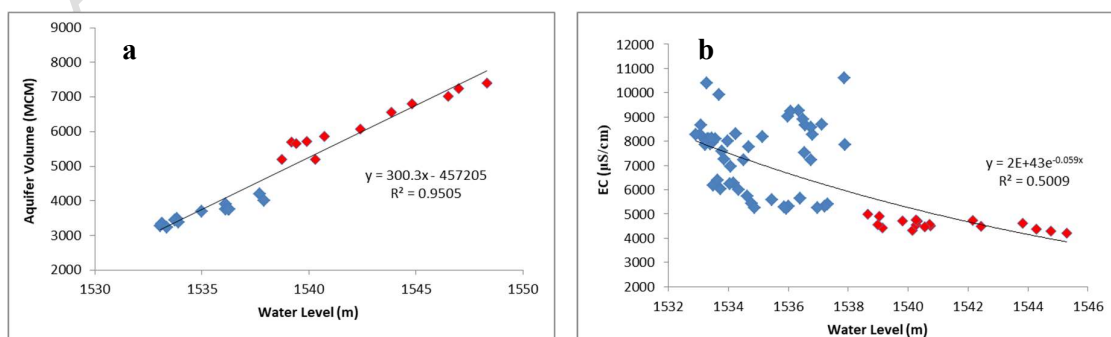 a
9000
8000
7000
6000
5000
4000
3000
2000
Aquifer Volume (MCM)
y = 300.3x - 457205
R² = 0.9505
1530 1535 1540 1545 1550
Water Level (m)
b
12000
11000
10000
9000
8000
7000
6000
5000
4000
3000
2000
EC (µS/cm)
y = 2E+43e-0.059x
R² = 0.5009
1532 1534 1536 1538 1540 1542 1544 1546
Water Level (m)